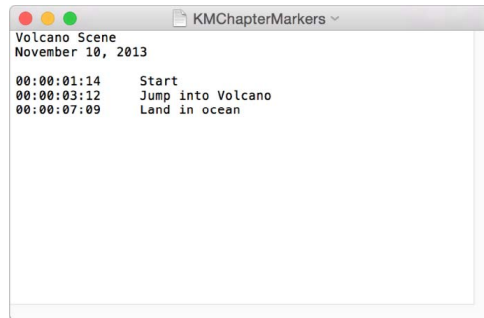 KMChapterMarkers
Volcano Scene
November 10, 2013
00:00:01:14 Start
00:00:03:12 Jump into Volcano
00:00:07:09 Land in ocean